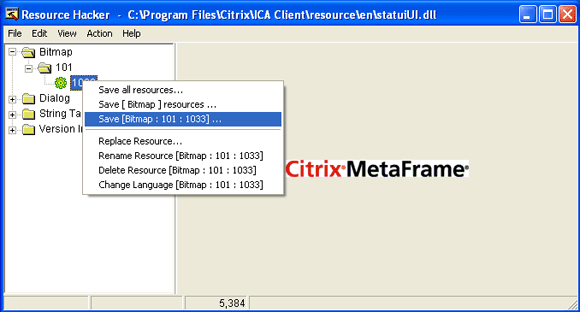 Resource Hacker - C:\Program Files\Citrix\ICA Client\resource\en\statuiUI.dll
File Edit View Action Help
Bitmap
101
Dialog
String Ta
Version In
Save all resources...
Save [ Bitmap ] resources ...
Save [Bitmap : 101 : 1033] ...
Replace Resource...
Rename Resource [Bitmap : 101 : 1033]
Delete Resource [Bitmap : 101 : 1033]
Change Language [Bitmap : 101 : 1033]
Citrix® MetaFrame®
5,384